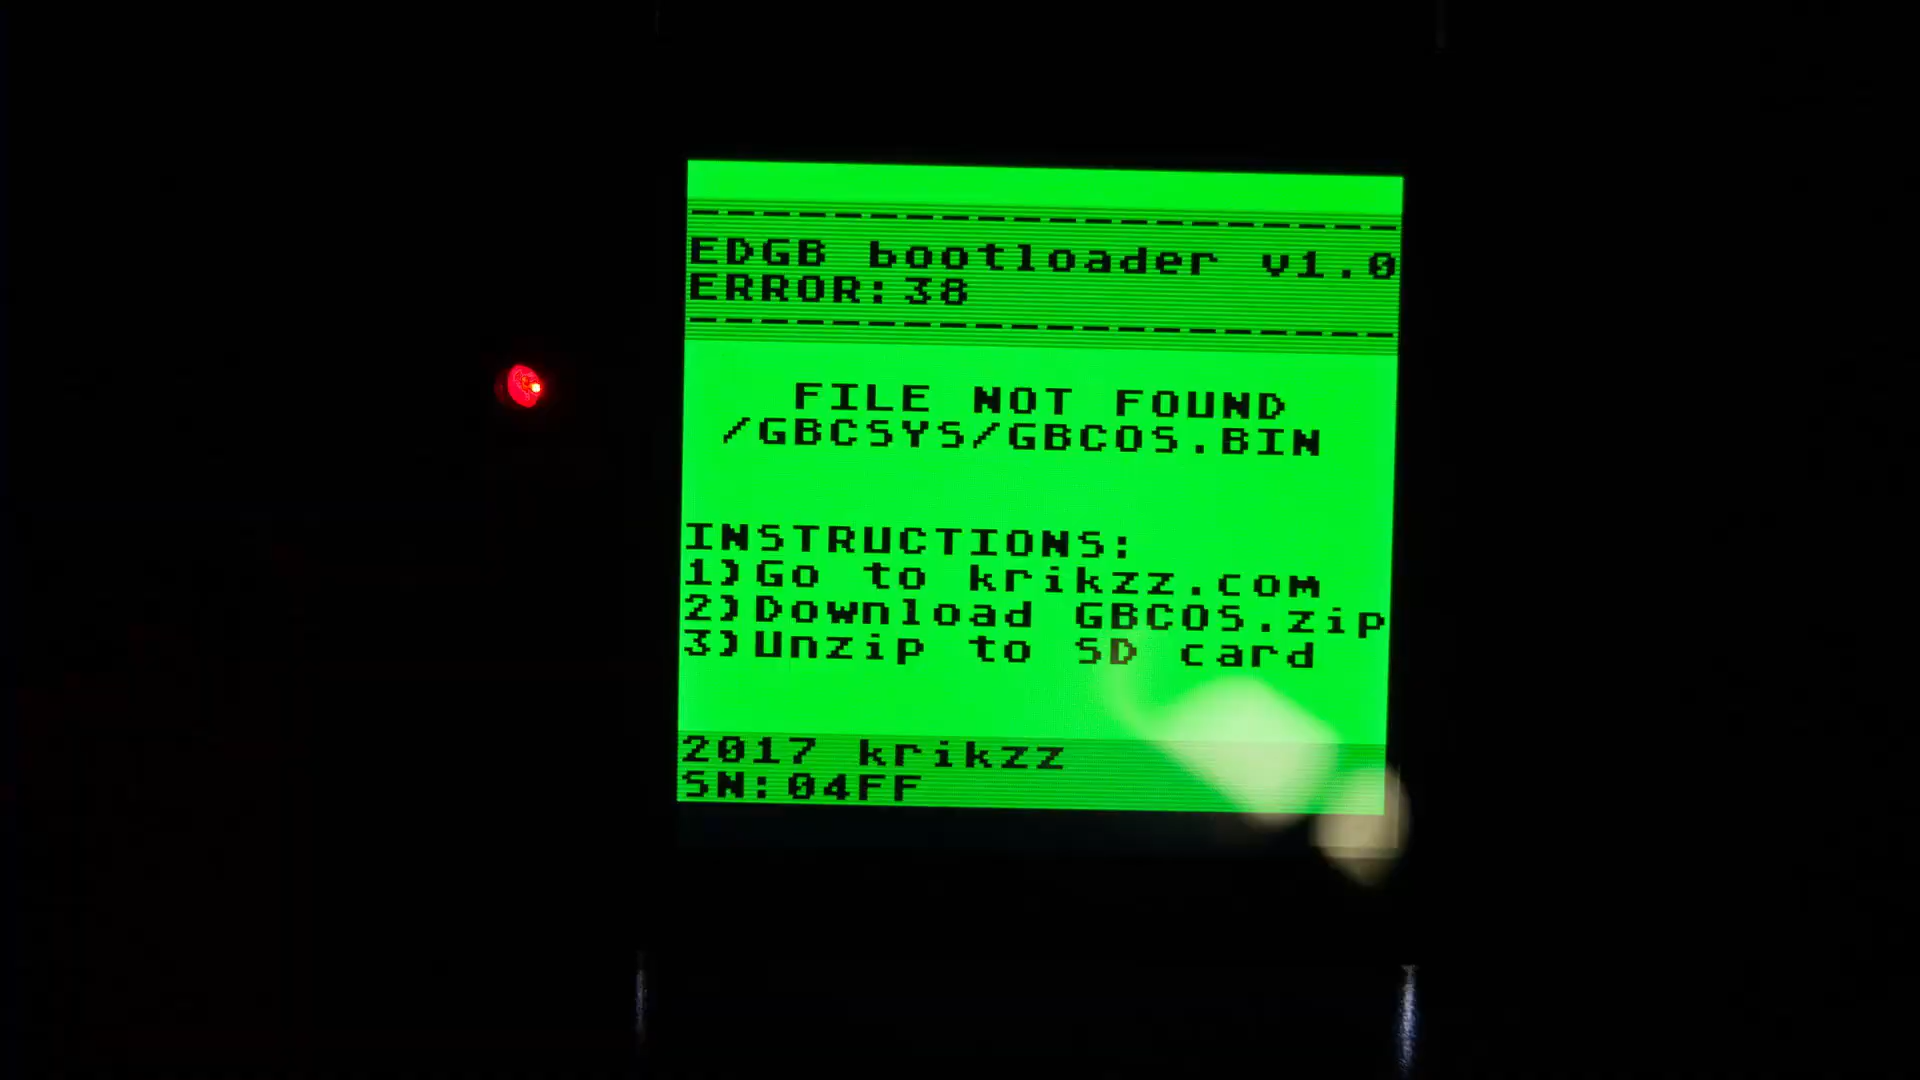 --------------------
EDGB bootloader v1.0
ERROR:38
--------------------
FILE NOT FOUND
/GBCSYS/GBCOS.BIN
INSTRUCTIONS:
1)Go to krikzz.com
2)Download GBCOS.zip
3)Unzip to SD card
2017 krikzz
SN:04FF